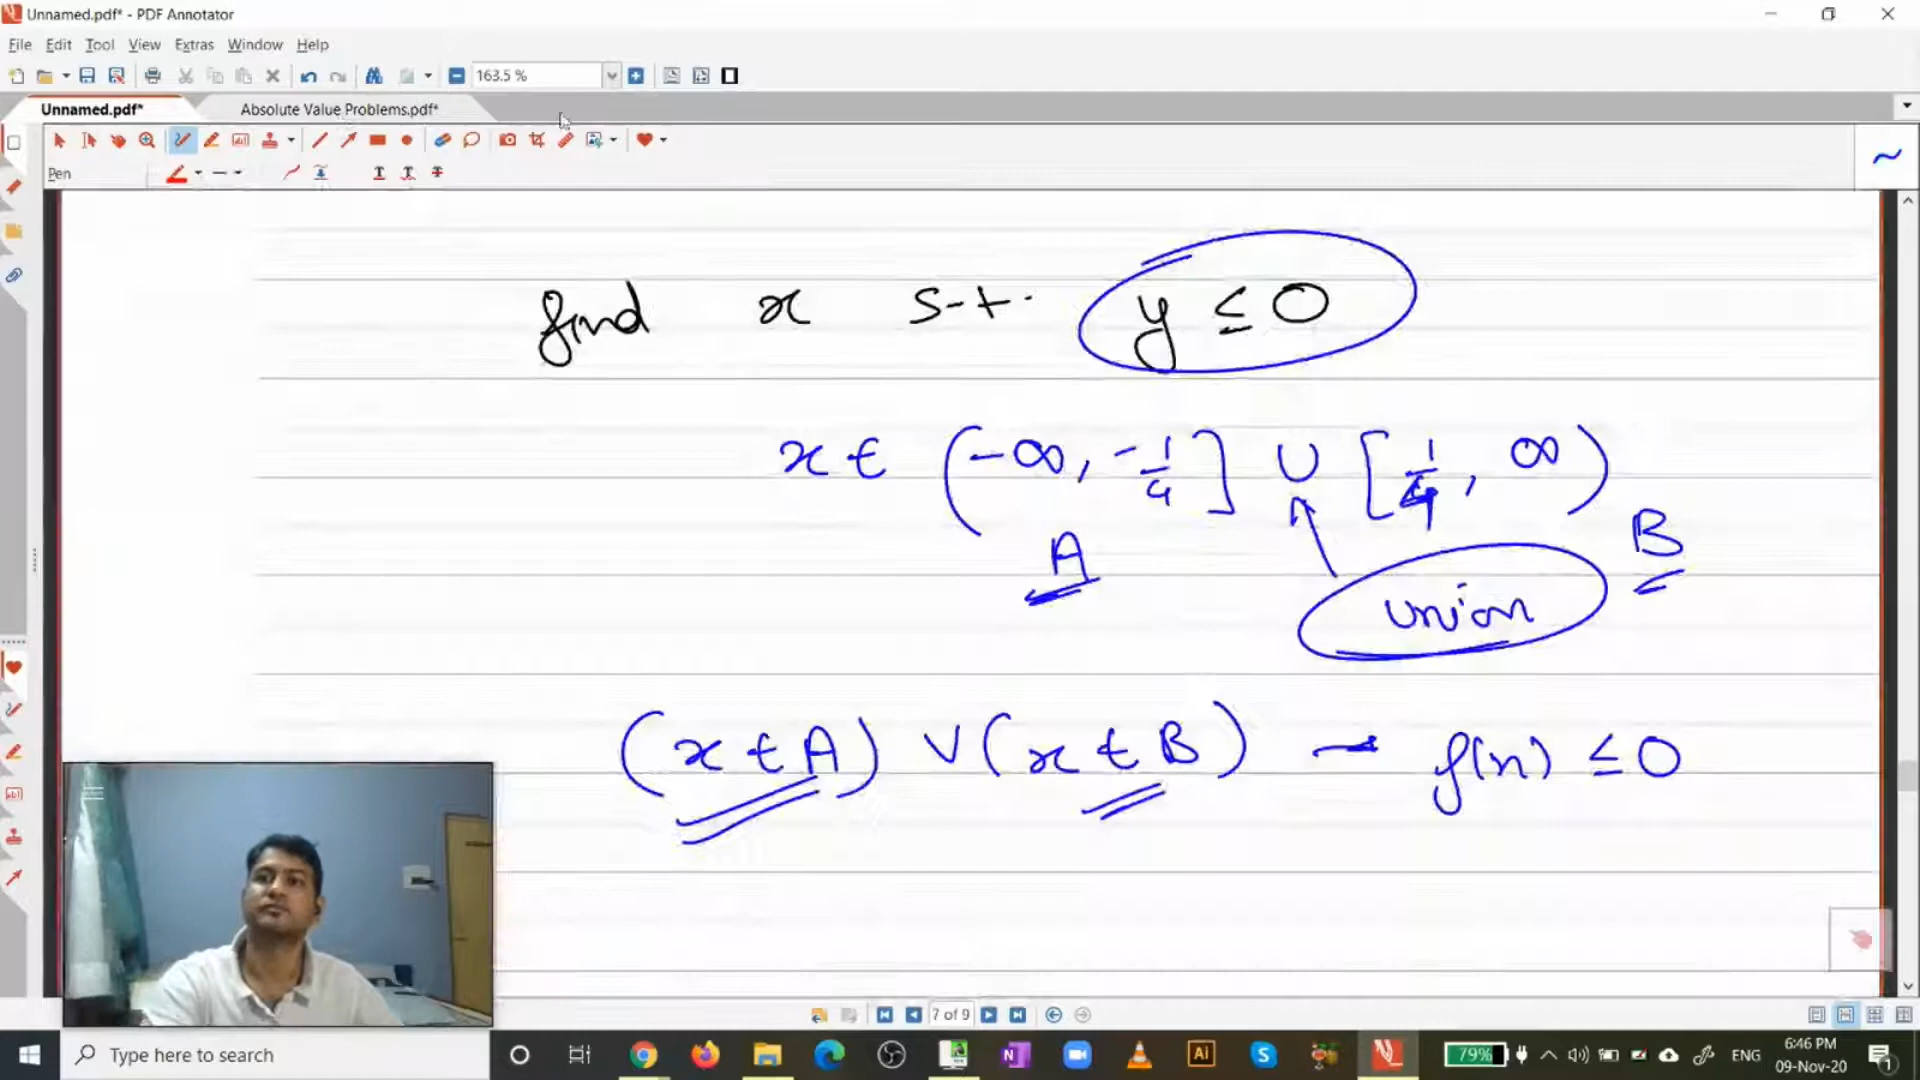 Unnamed.pdf* - PDF Annotator
File Edit Tool View Extras Window Help
163.5 %
Unnamed.pdf* Absolute Value Problems.pdf*
Pen
find x s.t. y ≤ 0
x ∈ (-∞, -1/4] ∪ [1/4, ∞)
A B
union
(x ∈ A) ∨ (x ∈ B) → f(x) ≤ 0
7 of 9
Type here to search
Ai
79%
ENG
6:46 PM
09-Nov-20
1